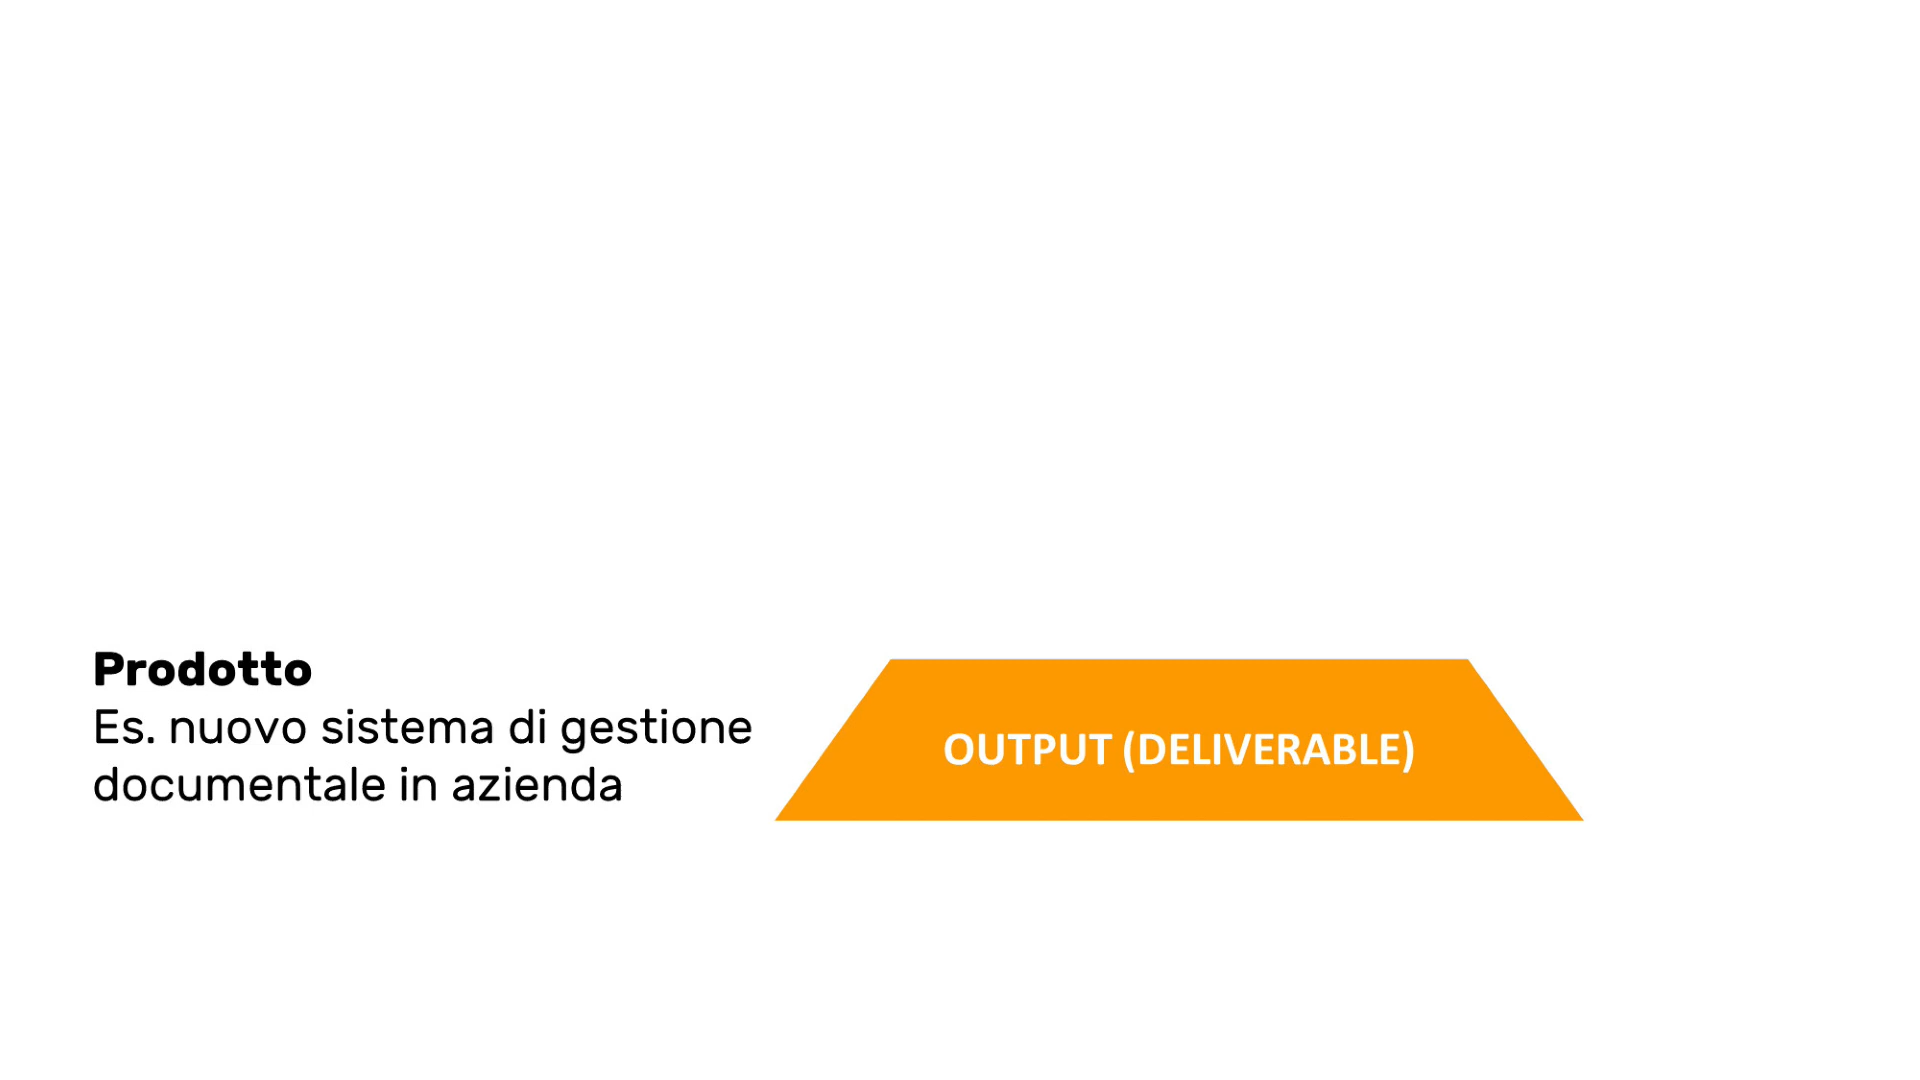 Prodotto
Es. nuovo sistema di gestione
documentale in azienda
OUTPUT (DELIVERABLE)